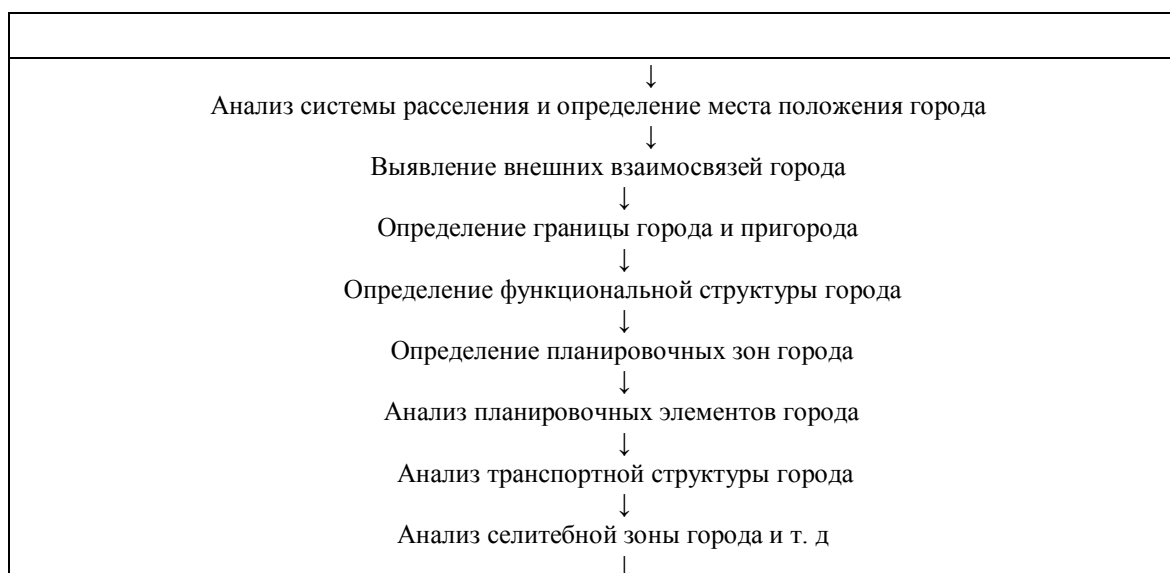 ↓
Анализ системы расселения и определение места положения города
↓
Выявление внешних взаимосвязей города
↓
Определение границы города и пригорода
↓
Определение функциональной структуры города
↓
Определение планировочных зон города
↓
Анализ планировочных элементов города
↓
Анализ транспортной структуры города
↓
Анализ селитебной зоны города и т. д